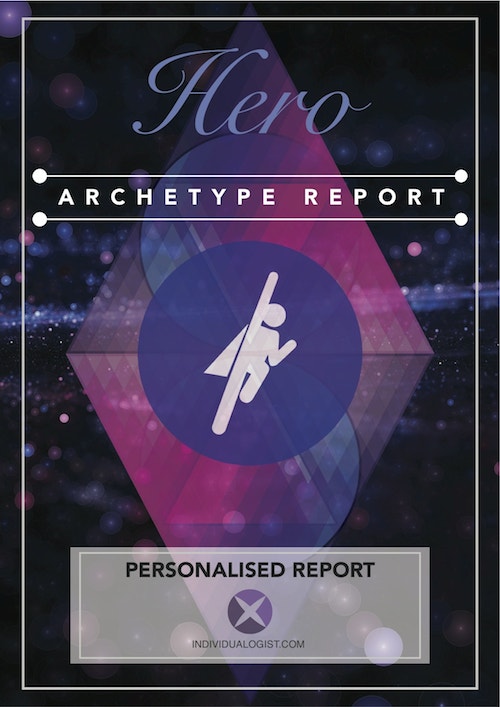 Hero
ARCHETYPE REPORT
PERSONALISED REPORT
INDIVIDUALOGIST.COM